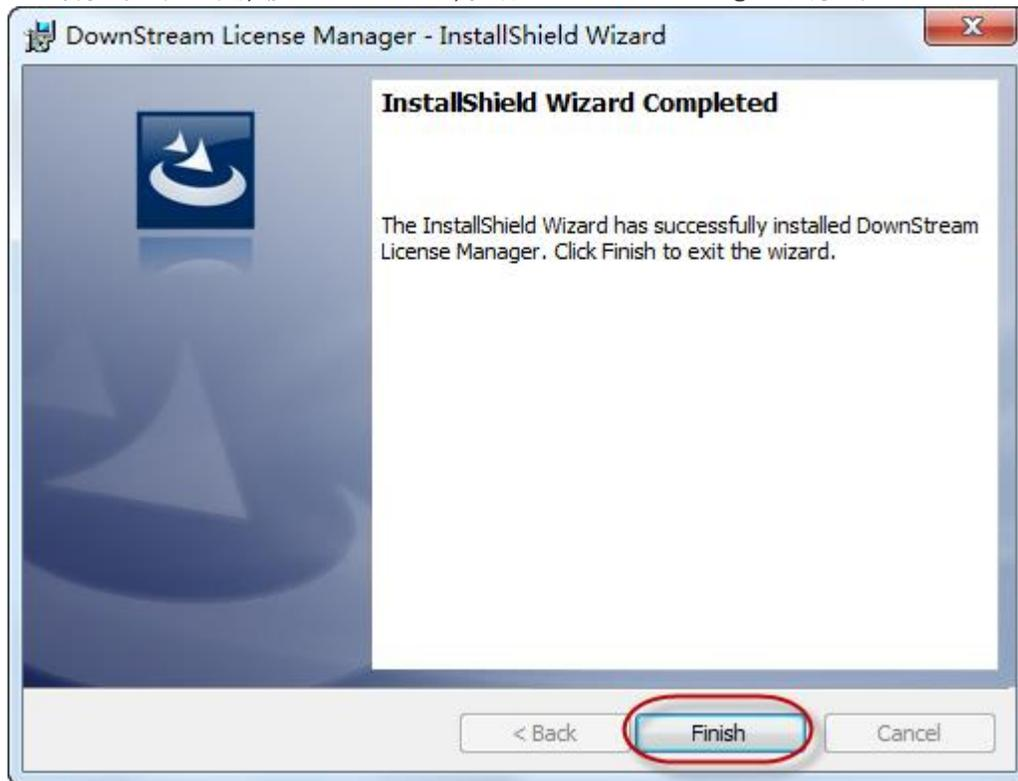 DownStream License Manager - InstallShield Wizard
InstallShield Wizard Completed
The InstallShield Wizard has successfully installed DownStream
License Manager. Click Finish to exit the wizard.
< Back
Finish
Cancel